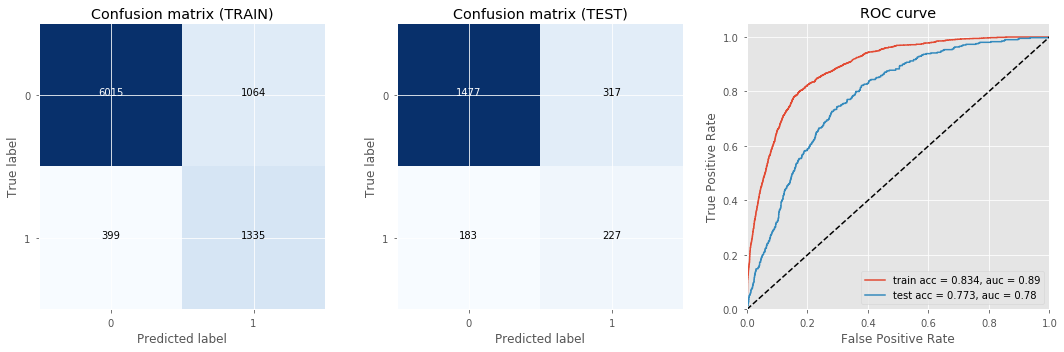 Confusion matrix (TRAIN)
0
1
6015
1064
399
1335
0
1
True label
Predicted label
Confusion matrix (TEST)
0
1
1477
317
183
227
0
1
True label
Predicted label
ROC curve
1.0
0.8
0.6
0.4
0.2
0.0
True Positive Rate
train acc = 0.834, auc = 0.89
test acc = 0.773, auc = 0.78
0.0
0.2
0.4
0.6
0.8
1.0
False Positive Rate